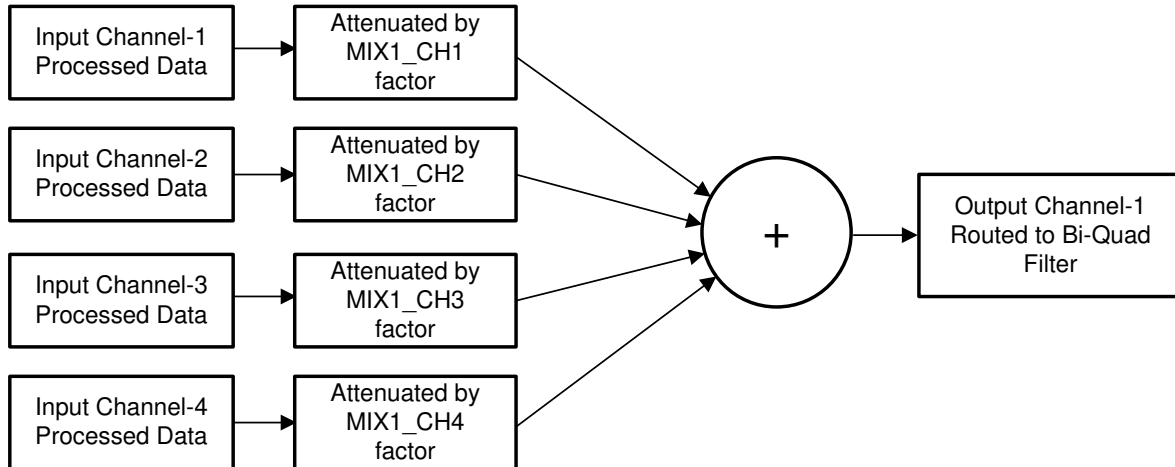 Input Channel-1
Processed Data
Attenuated by
MIX1_CH1
factor
Input Channel-2
Processed Data
Attenuated by
MIX1_CH2
factor
Input Channel-3
Processed Data
Attenuated by
MIX1_CH3
factor
Input Channel-4
Processed Data
Attenuated by
MIX1_CH4
factor
+
Output Channel-1
Routed to Bi-Quad
Filter